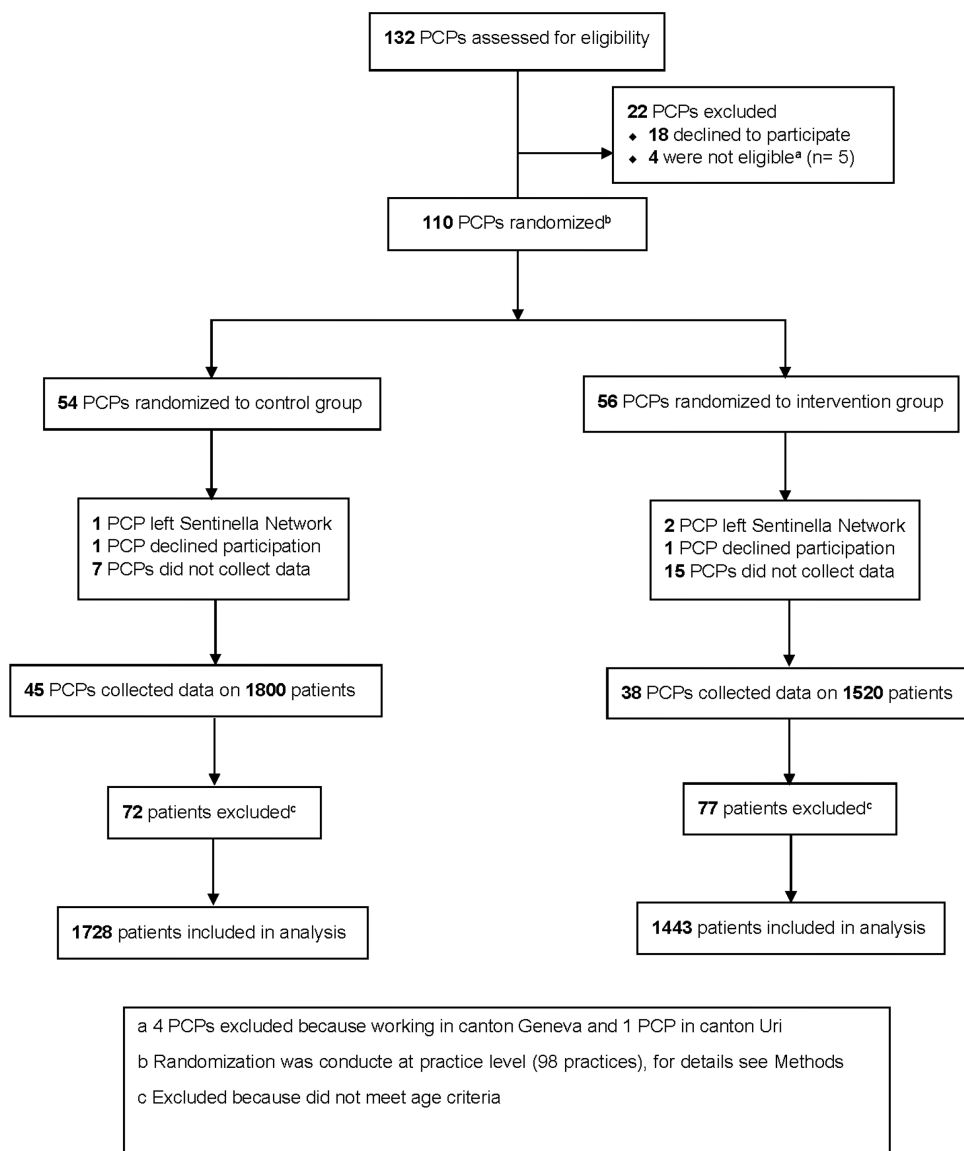 132 PCPs assessed for eligibility
22 PCPs excluded
◆ 18 declined to participate
◆ 4 were not eligibleᵃ (n= 5)
110 PCPs randomizedᵇ
54 PCPs randomized to control group
56 PCPs randomized to intervention group
1 PCP left Sentinella Network
1 PCP declined participation
7 PCPs did not collect data
2 PCP left Sentinella Network
1 PCP declined participation
15 PCPs did not collect data
45 PCPs collected data on 1800 patients
38 PCPs collected data on 1520 patients
72 patients excludedᶜ
77 patients excludedᶜ
1728 patients included in analysis
1443 patients included in analysis
a 4 PCPs excluded because working in canton Geneva and 1 PCP in canton Uri
b Randomization was conducte at practice level (98 practices), for details see Methods
c Excluded because did not meet age criteria